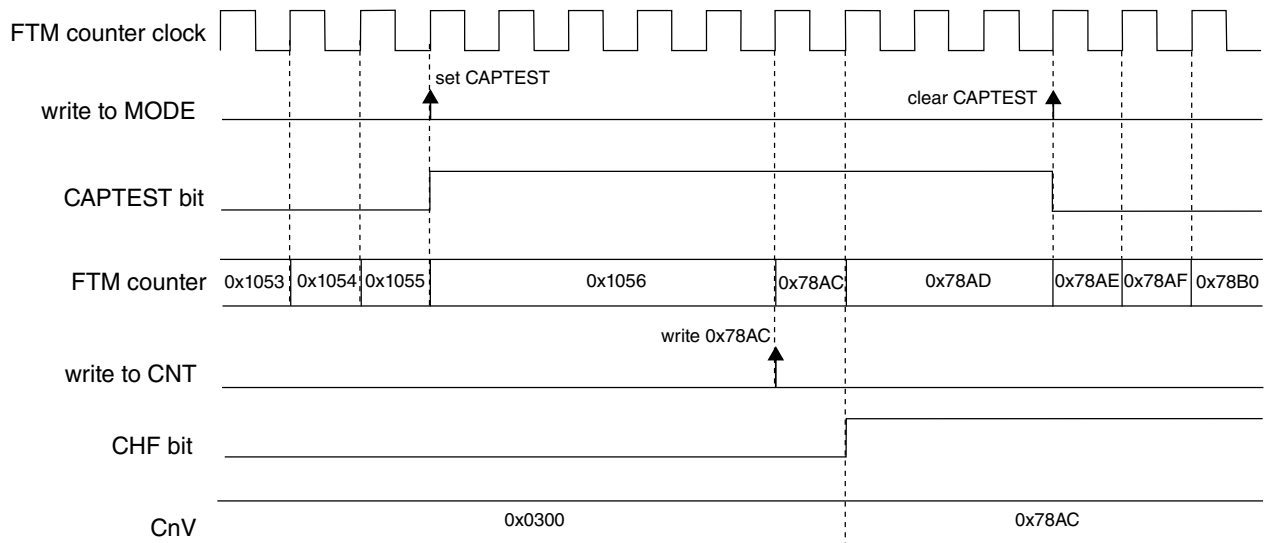 FTM counter clock
set CAPTEST
write to MODE
clear CAPTEST
CAPTEST bit
FTM counter 0x1053 0x1054 0x1055 0x1056 0x78AC 0x78AD 0x78AE 0x78AF 0x78B0
write 0x78AC
write to CNT
CHF bit
CnV 0x0300 0x78AC